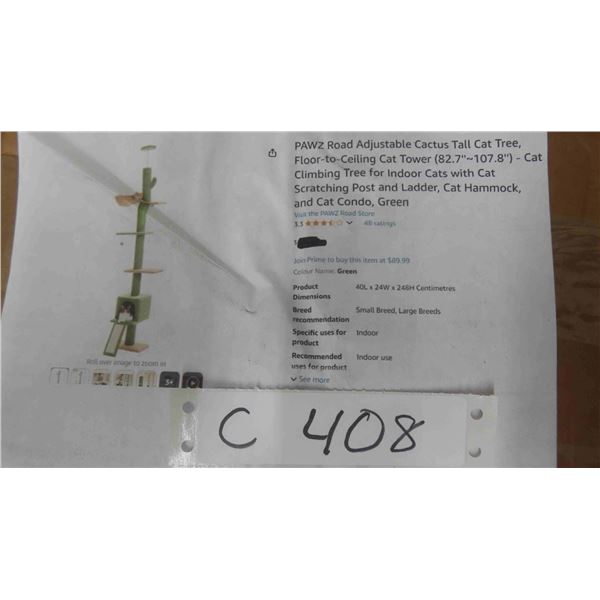 PAWZ Road Adjustable Cactus Tall Cat Tree,
Floor-to-Ceiling Cat Tower (82.7"~107.8") - Cat
Climbing Tree for Indoor Cats with Cat
Scratching Post and Ladder, Cat Hammock,
and Cat Condo, Green
Visit the PAWZ Road Store
3.3 48 ratings
$
Join Prime to buy this item at $89.99
Colour Name: Green
Product Dimensions 40L x 24W x 248H Centimetres
Breed recommendation Small Breed, Large Breeds
Specific uses for product Indoor
Recommended uses for product Indoor use
See more
Roll over image to zoom in
3+
C 408